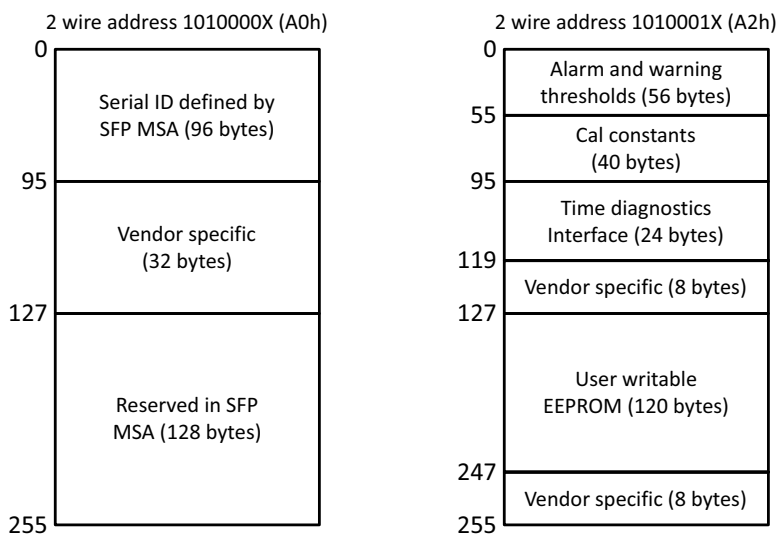 2 wire address 1010000X (A0h)
0
Serial ID defined by
SFP MSA (96 bytes)
95
Vendor specific
(32 bytes)
127
Reserved in SFP
MSA (128 bytes)
255
2 wire address 1010001X (A2h)
0
Alarm and warning
thresholds (56 bytes)
55
Cal constants
(40 bytes)
95
Time diagnostics
Interface (24 bytes)
119
Vendor specific (8 bytes)
127
User writable
EEPROM (120 bytes)
247
Vendor specific (8 bytes)
255